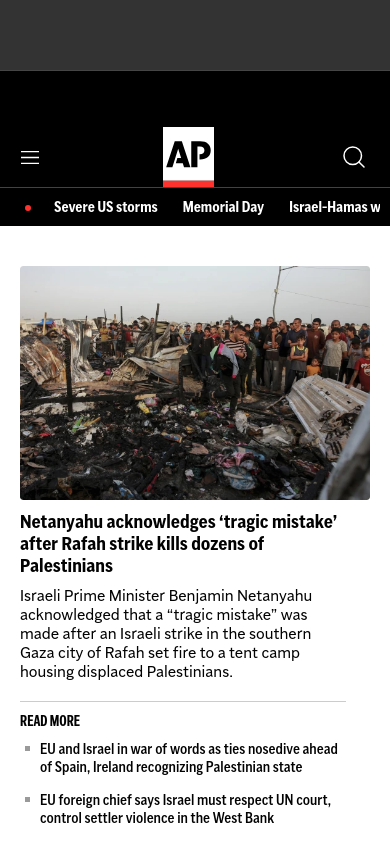 AP
Severe US storms Memorial Day Israel-Hamas w
Netanyahu acknowledges ‘tragic mistake’
after Rafah strike kills dozens of
Palestinians
Israeli Prime Minister Benjamin Netanyahu
acknowledged that a “tragic mistake” was
made after an Israeli strike in the southern
Gaza city of Rafah set fire to a tent camp
housing displaced Palestinians.
READ MORE
EU and Israel in war of words as ties nosedive ahead
of Spain, Ireland recognizing Palestinian state
EU foreign chief says Israel must respect UN court,
control settler violence in the West Bank